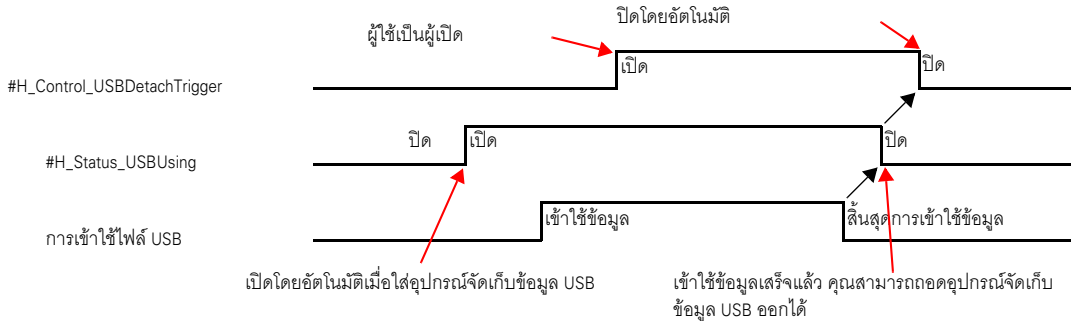 ปิดโดยอัตโนมัติ
ผู้ใช้เป็นผู้เปิด
เปิด
ปิด
#H_Control_USBDetachTrigger
ปิด
เปิด
ปิด
#H_Status_USBUsing
เข้าใช้ข้อมูล
สิ้นสุดการเข้าใช้ข้อมูล
การเข้าใช้ไฟล์ USB
เปิดโดยอัตโนมัติเมื่อใส่อุปกรณ์จัดเก็บข้อมูล USB
เข้าใช้ข้อมูลเสร็จแล้ว คุณสามารถถอดอุปกรณ์จัดเก็บ
ข้อมูล USB ออกได้